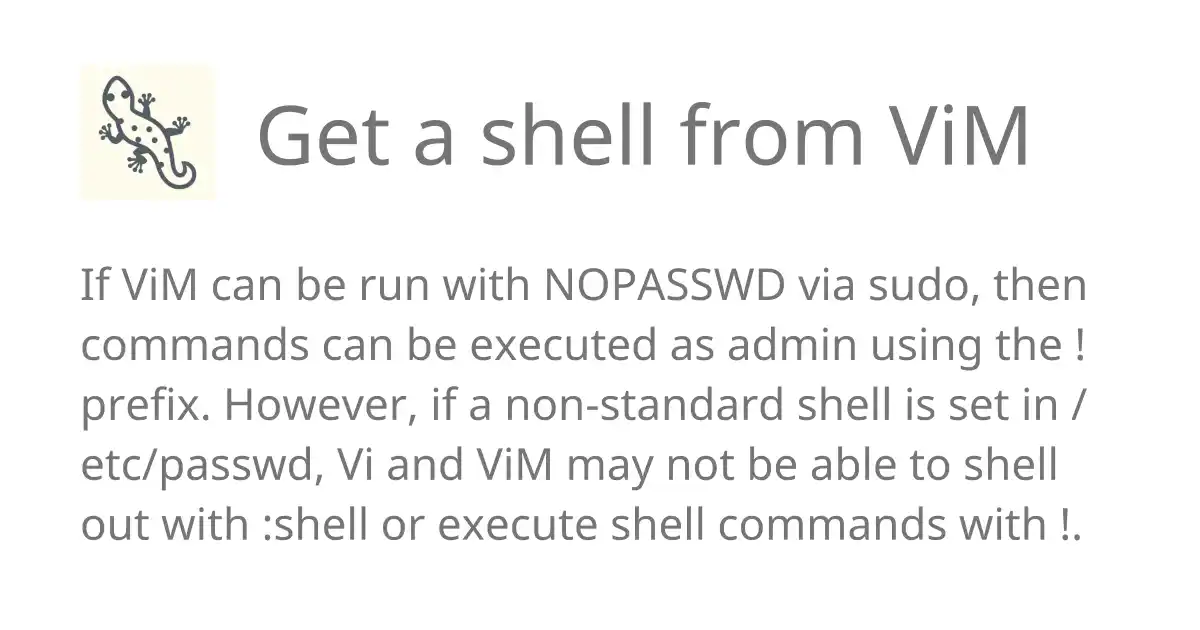 Get a shell from ViM
If ViM can be run with NOPASSWD via sudo, then
commands can be executed as admin using the !
prefix. However, if a non-standard shell is set in /
etc/passwd, Vi and ViM may not be able to shell
out with :shell or execute shell commands with !.